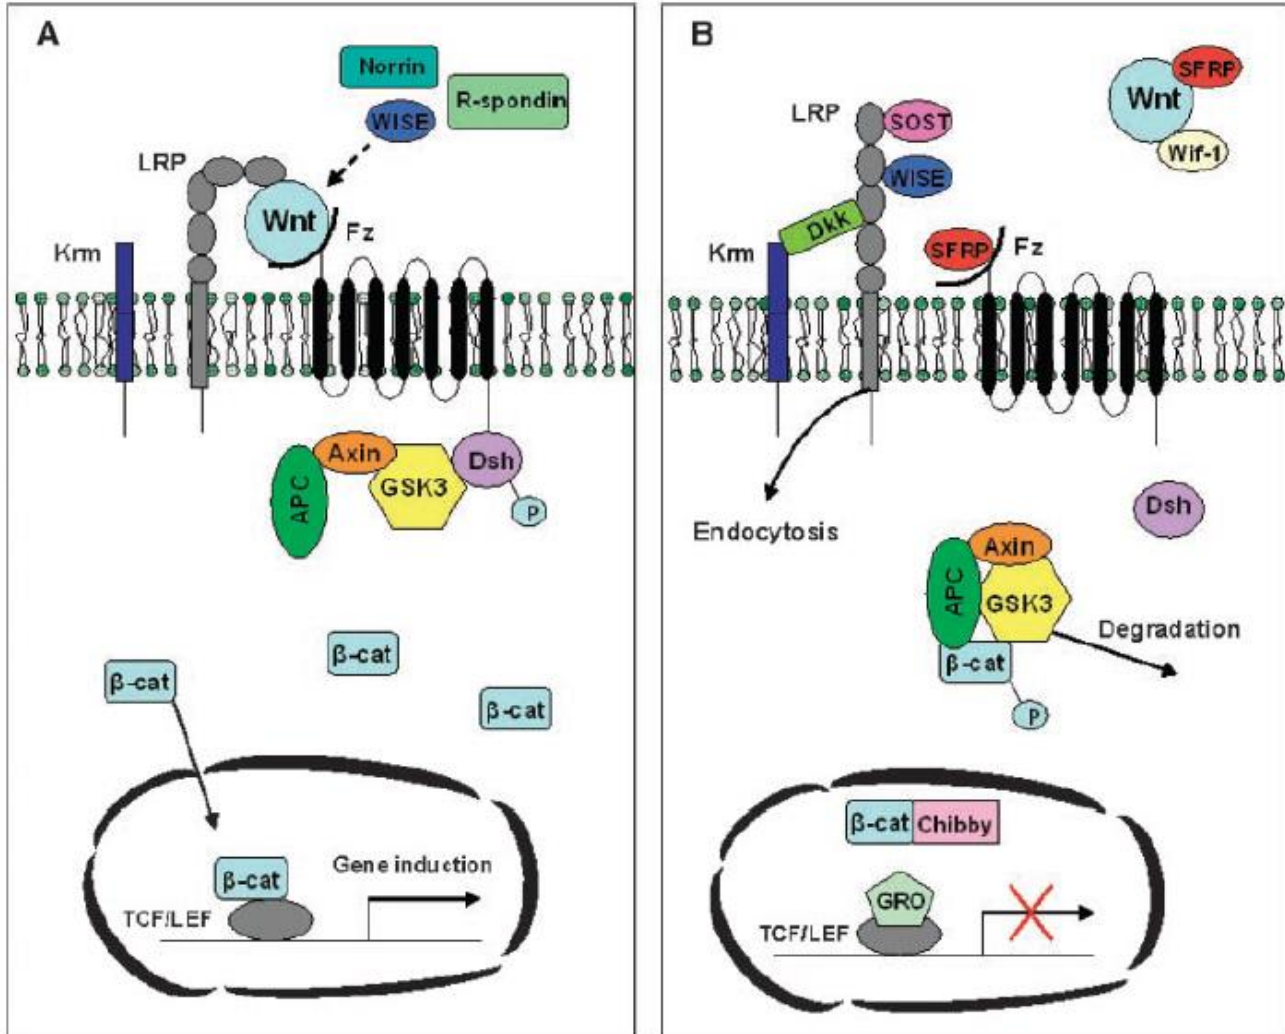 A
Norrin
R-spondin
WISE
LRP
Wnt
Fz
Krm
Axin
Dsh
GSK3
APC
P
β-cat
β-cat
β-cat
β-cat
Gene induction
TCF/LEF
B
SFRP
Wnt
Wif-1
LRP
SOST
WISE
Dkk
SFRP
Fz
Krm
Endocytosis
Dsh
Axin
APC
GSK3
Degradation
β-cat
P
β-cat Chibby
GRO
TCF/LEF